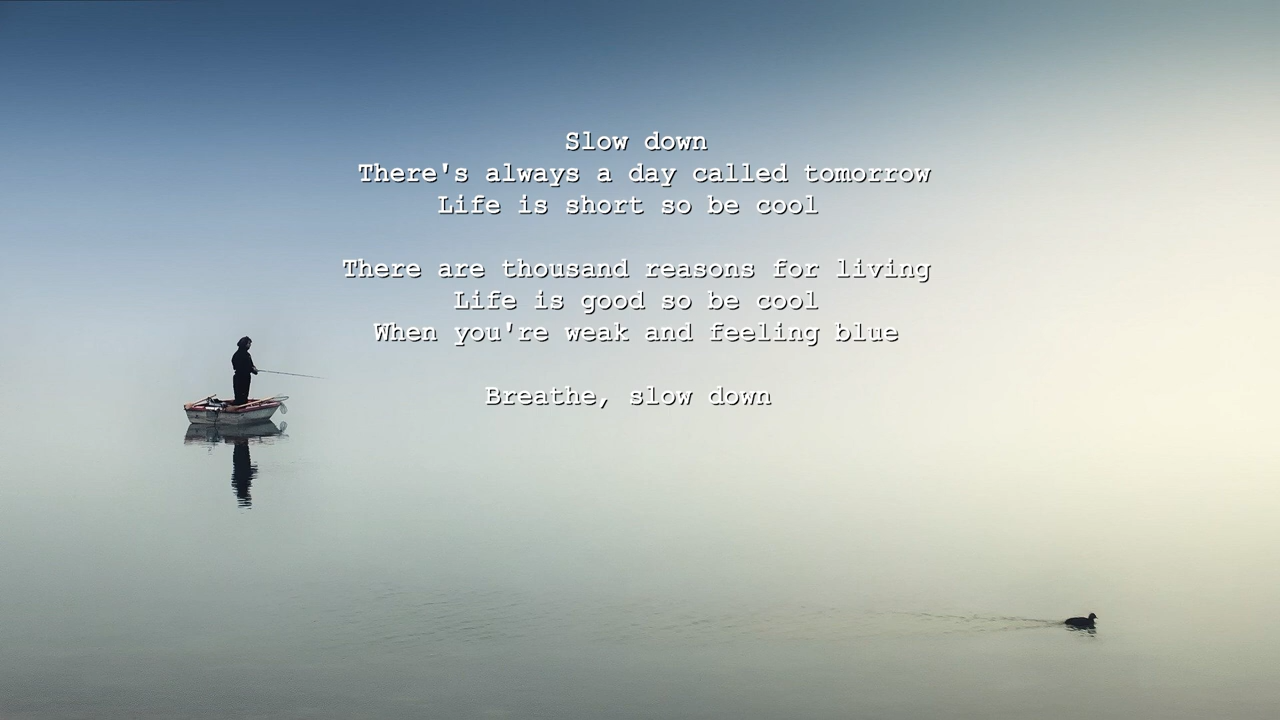 Slow down
There's always a day called tomorrow
Life is short so be cool
There are thousand reasons for living
Life is good so be cool
When you're weak and feeling blue
Breathe, slow down